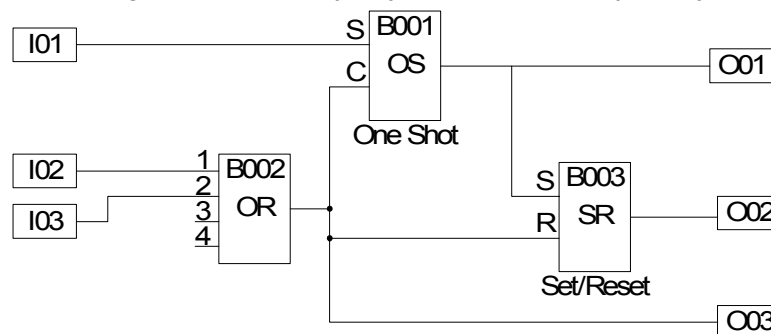 S
B001
I01
OS
O01
C
One Shot
I02
1
B002
2
OR
I03
3
4
S
B003
SR
O02
R
Set/Reset
O03